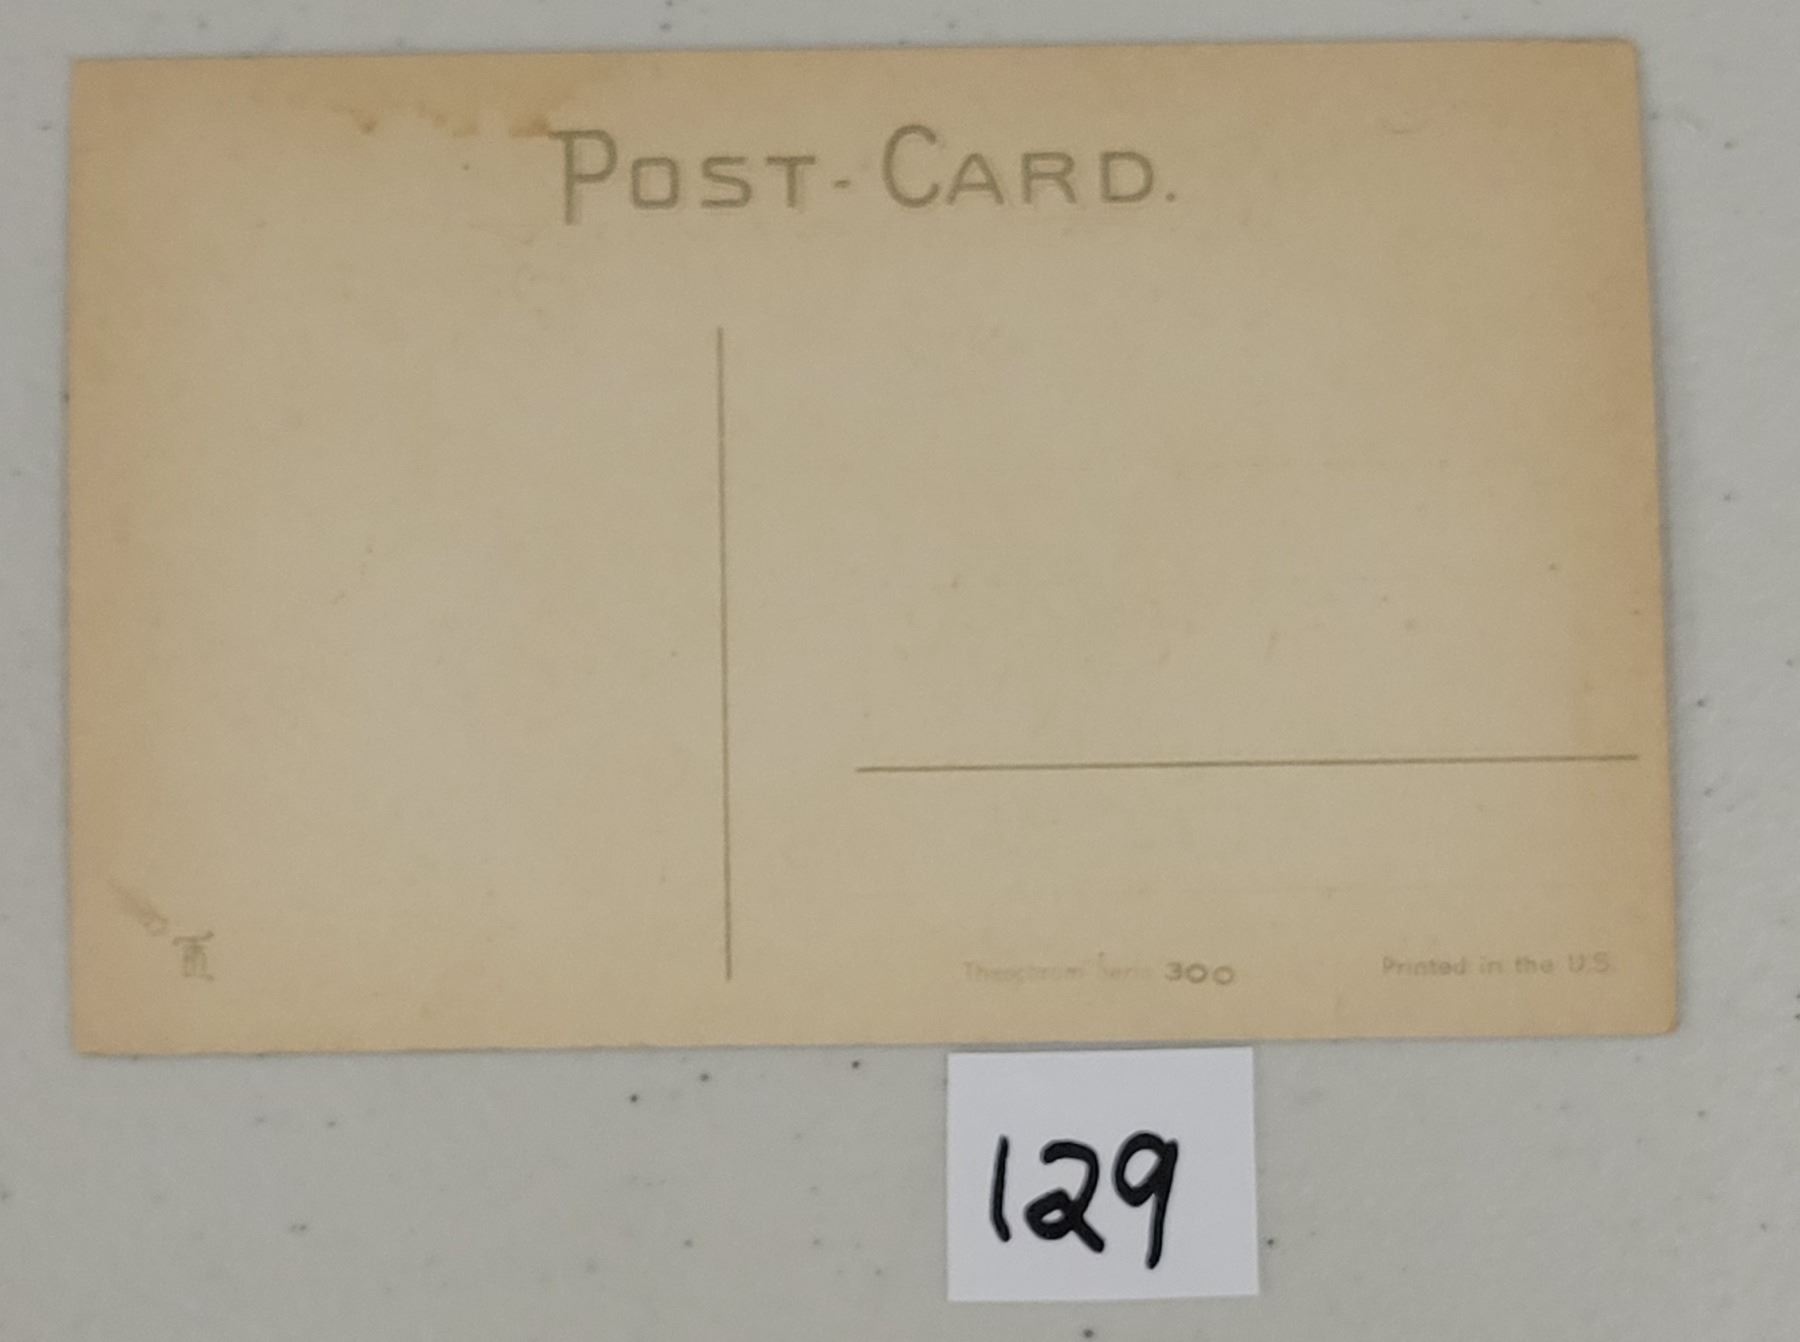 POST-CARD.
Theochrom Serie 300
Printed in the U.S.
129